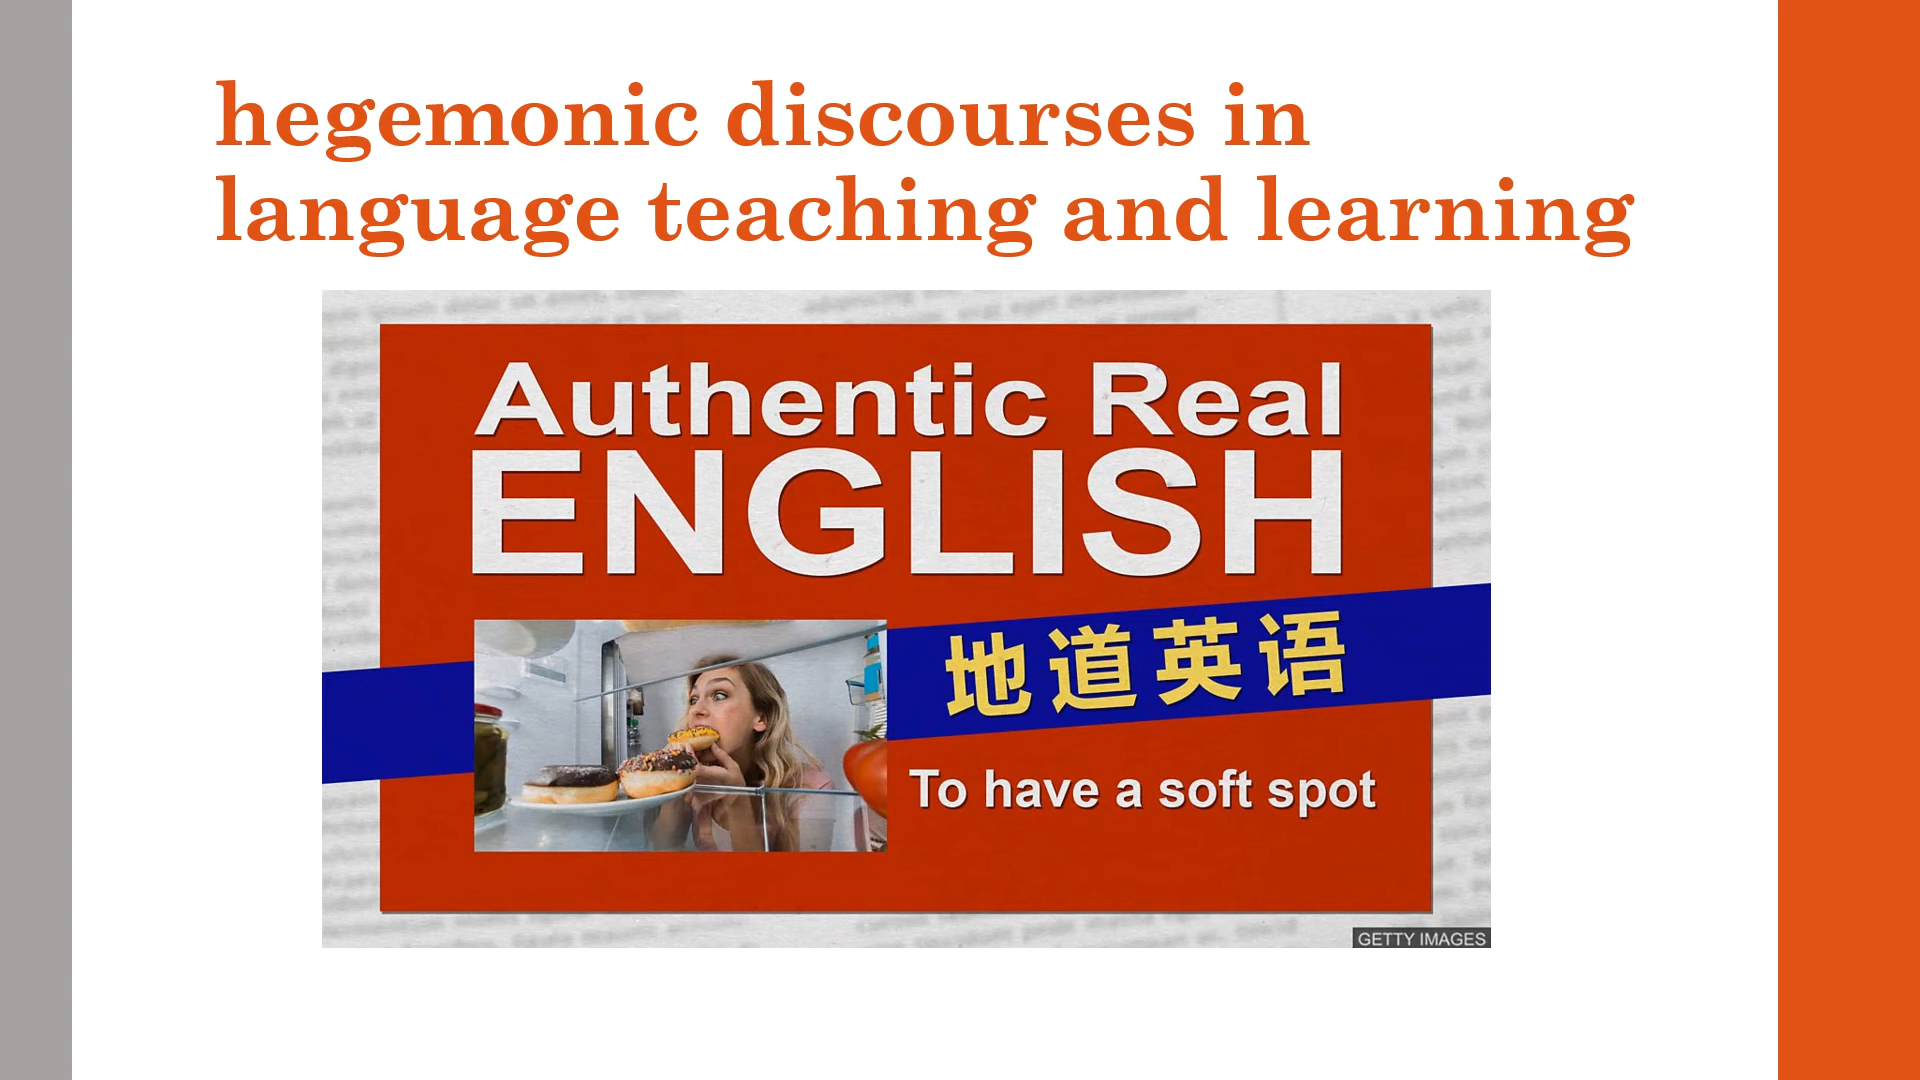 hegemonic discourses in
language teaching and learning
Authentic Real
ENGLISH
地道英语
To have a soft spot
GETTY IMAGES